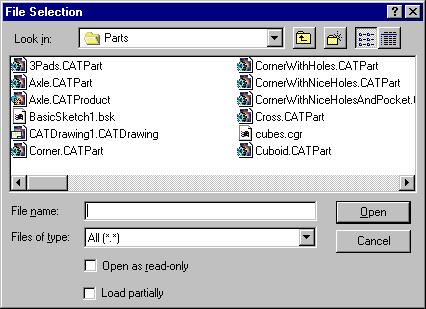 File Selection
Look in: Parts
3Pads.CATPart CornerWithHoles.CATPart
Axle.CATPart CornerWithNiceHoles.CATPart
Axle.CATProduct CornerWithNiceHolesAndPocket.
BasicSketch1.bsk Cross.CATPart
CATDrawing1.CATDrawing cubes.cgr
Corner.CATPart Cuboid.CATPart
File name: Open
Files of type: All (*.*) Cancel
Open as read-only
Load partially